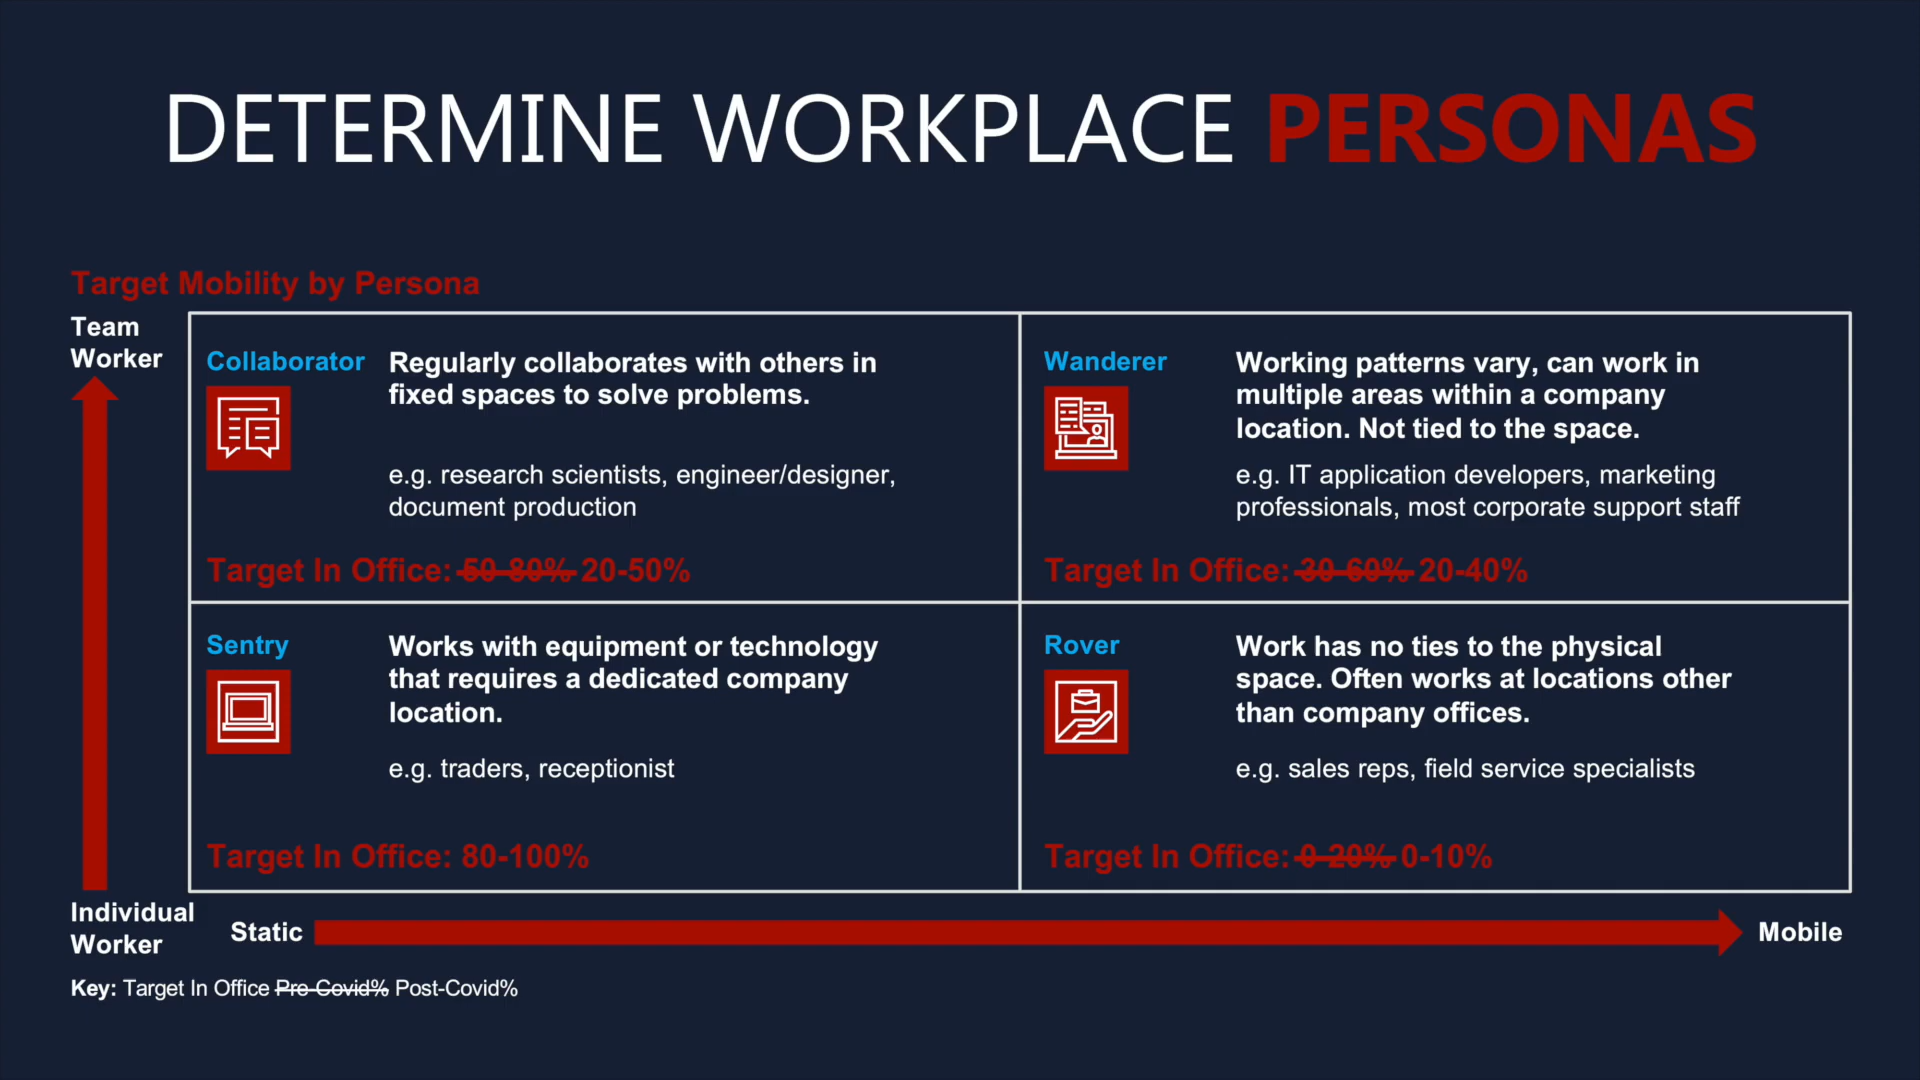 DETERMINE WORKPLACE PERSONAS
Target Mobility by Persona
Team
Worker
Collaborator
Regularly collaborates with others in
fixed spaces to solve problems.
e.g. research scientists, engineer/designer,
document production
Target In Office: 50-80% 20-50%
Wanderer
Working patterns vary, can work in
multiple areas within a company
location. Not tied to the space.
e.g. IT application developers, marketing
professionals, most corporate support staff
Target In Office: 30-60% 20-40%
Sentry
Works with equipment or technology
that requires a dedicated company
location.
e.g. traders, receptionist
Target In Office: 80-100%
Rover
Work has no ties to the physical
space. Often works at locations other
than company offices.
e.g. sales reps, field service specialists
Target In Office: 0-20% 0-10%
Individual
Worker
Static
Mobile
Key: Target In Office Pre-Covid% Post-Covid%